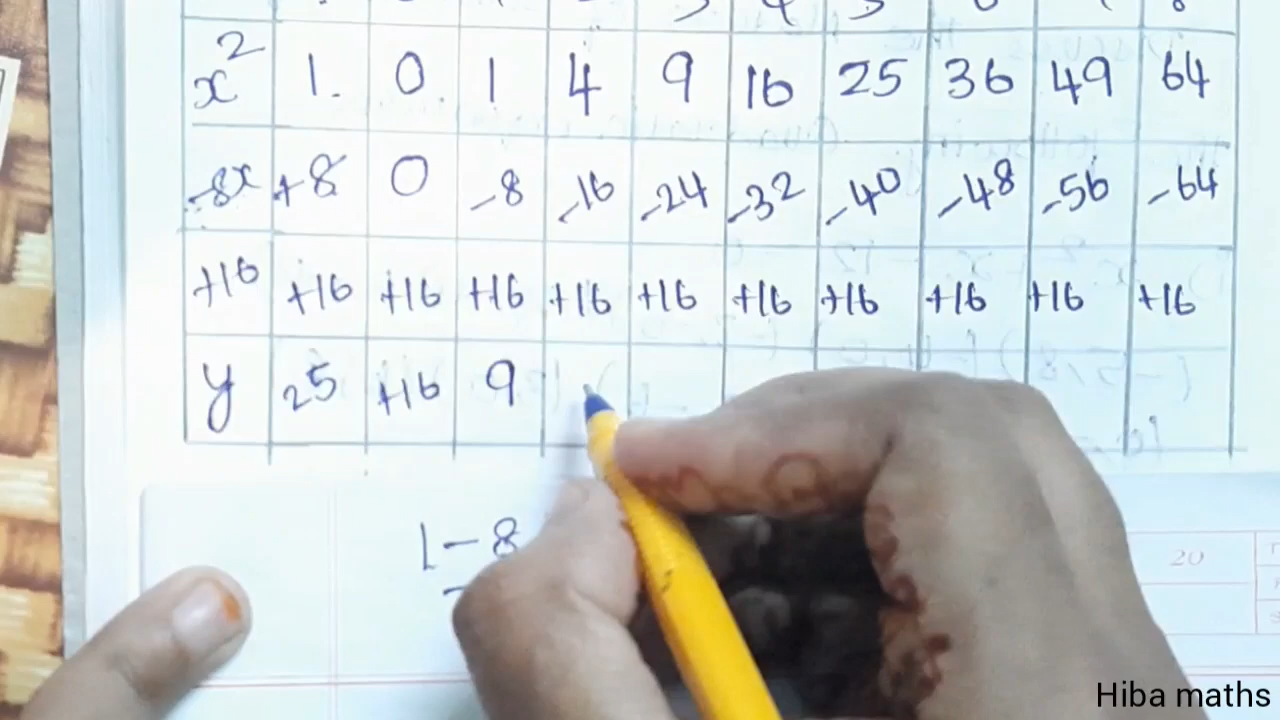 x² 1. 0. 1 4 9 16 25 36 49 64
-8x +8 0 -8 -16 -24 -32 -40 -48 -56 -64
+16 +16 +16 +16 +16 +16 +16 +16 +16 +16 +16
y 25 +16 9
1-8
20
Hiba maths